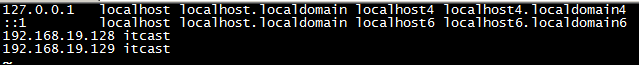 127.0.0.1   localhost localhost.localdomain localhost4 localhost4.localdomain4
::1         localhost localhost.localdomain localhost6 localhost6.localdomain6
192.168.19.128 itcast
192.168.19.129 itcast
~